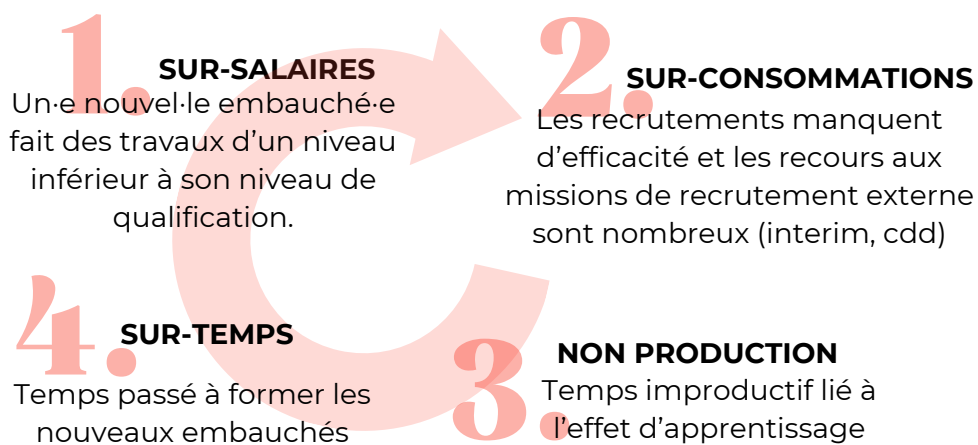 1.
SUR-SALAIRES
Un·e nouvel·le embauché·e
fait des travaux d’un niveau
inférieur à son niveau de
qualification.
2.
SUR-CONSOMMATIONS
Les recrutements manquent
d’efficacité et les recours aux
missions de recrutement externe
sont nombreux (interim, cdd)
3.
NON PRODUCTION
Temps improductif lié à
l’effet d’apprentissage
4.
SUR-TEMPS
Temps passé à former les
nouveaux embauchés